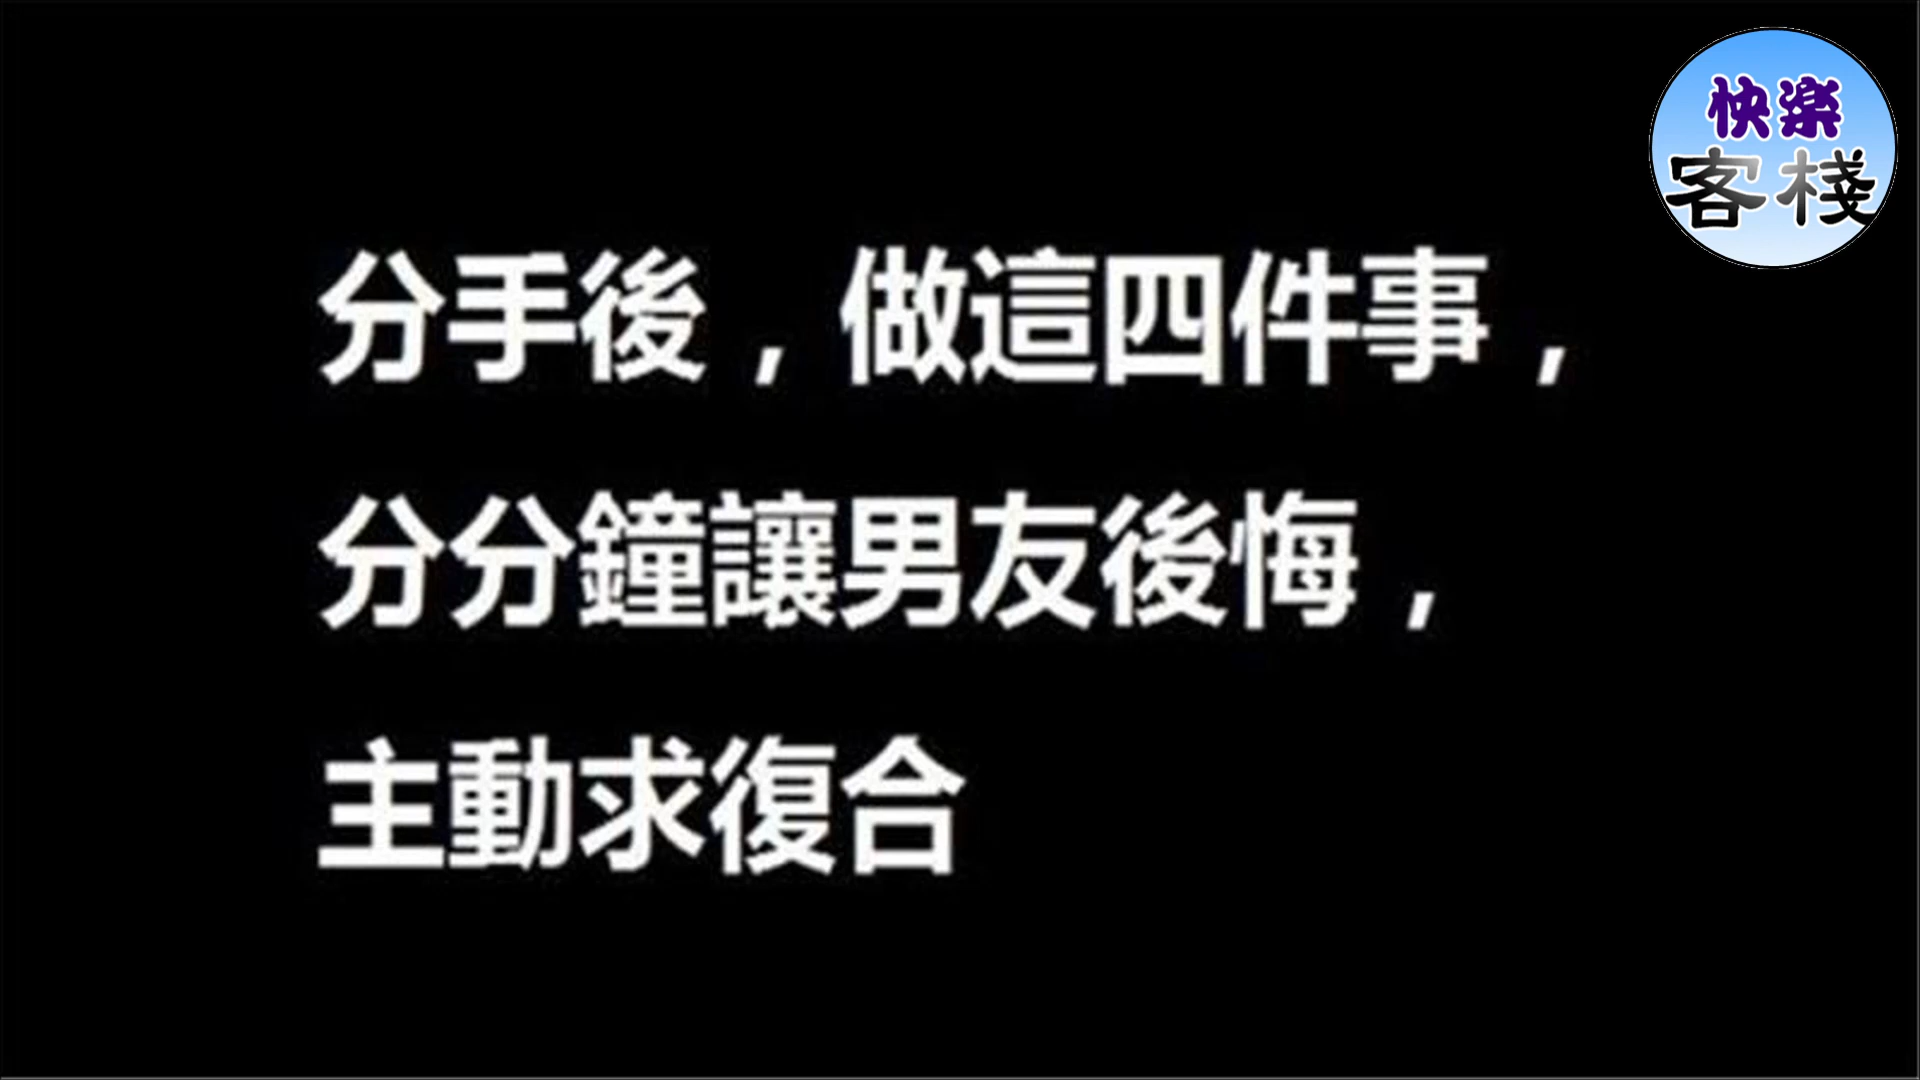 快楽
客棧
分手後，做這四件事，
分分鐘讓男友後悔，
主動求復合